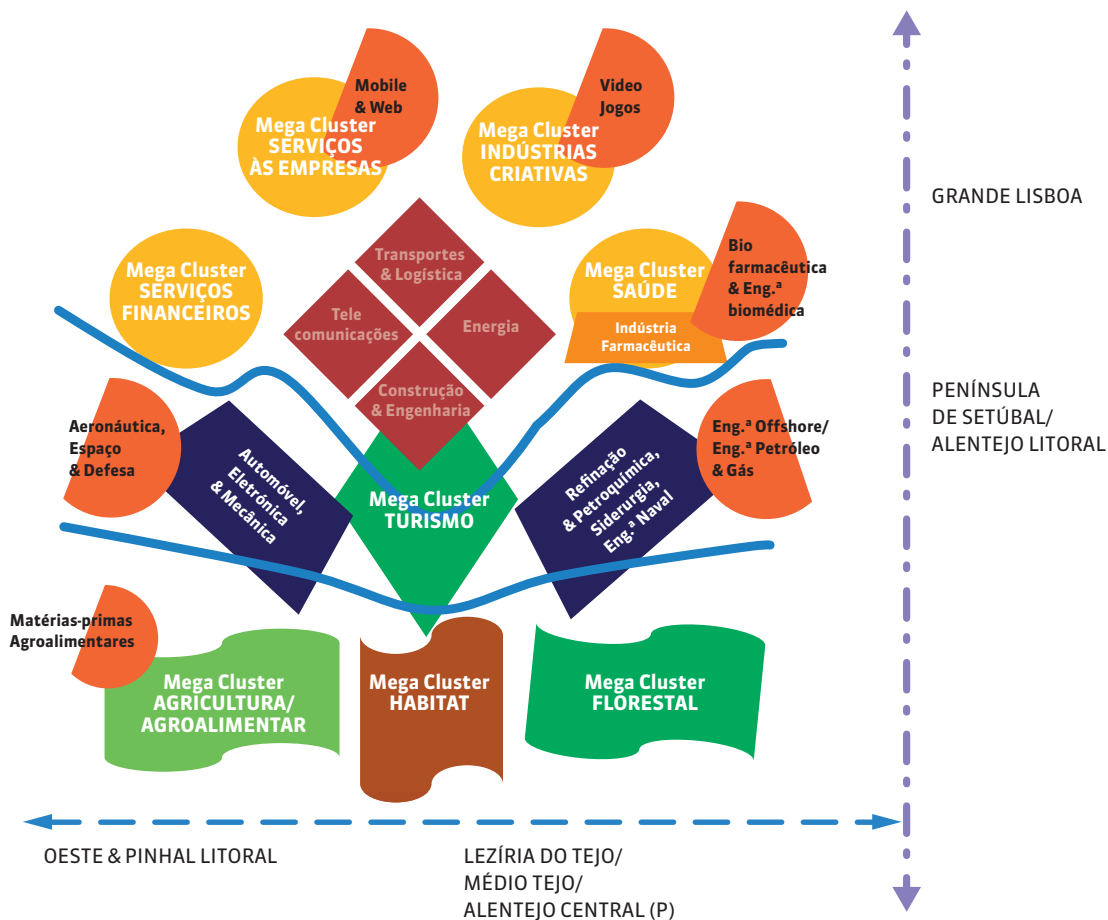 Mobile
& Web
Mega Cluster
SERVIÇOS
ÀS EMPRESAS
Video
Jogos
Mega Cluster
INDÚSTRIAS
CRIATIVAS
GRANDE LISBOA
Transportes
& Logística
Mega Cluster
SERVIÇOS
FINANCEIROS
Tele
comunicações
Energia
Mega Cluster
SAÚDE
Bio
farmacêutica
& Eng.ª
biomédica
Indústria
Farmacêutica
Construção
& Engenharia
PENÍNSULA
DE SETÚBAL/
ALENTEJO LITORAL
Aeronáutica,
Espaço
& Defesa
Automóvel,
Eletrónica
& Mecânica
Mega Cluster
TURISMO
Refinação
& Petroquímica,
Siderurgia,
Eng.ª Naval
Eng.ª Offshore/
Eng.ª Petróleo
& Gás
Matérias-primas
Agroalimentares
Mega Cluster
AGRICULTURA/
AGROALIMENTAR
Mega Cluster
HABITAT
Mega Cluster
FLORESTAL
OESTE & PINHAL LITORAL
LEZÍRIA DO TEJO/
MÉDIO TEJO/
ALENTEJO CENTRAL (P)